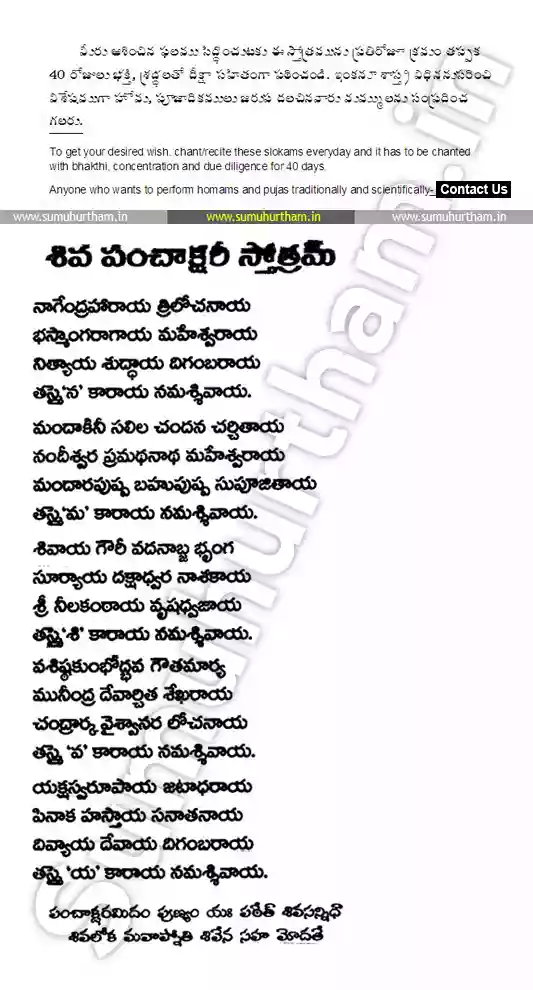 మీరు ఆశించిన ఫలము సిద్ధించుటకు ఈ స్తోత్రమును ప్రతిరోజూ క్రమం తప్పక
40 రోజులు భక్తి, శ్రద్ధలతో దీక్షా సహితంగా పఠించండి. ఇంకనూ శాస్త్ర విధిననుసరించి
విశేషముగా హోమ, పూజాదికములు జరుప దలచినవారు మమ్ములను సంప్రదించ
గలరు.
To get your desired wish, chant/recite these slokams everyday and it has to be chanted
with bhakthi, concentration and due diligence for 40 days.
Anyone who wants to perform homams and pujas traditionally and scientifically- Contact Us
www.sumuhurtham.in www.sumuhurtham.in www.sumuhurtham.in
శివ పంచాక్షరీ స్తోత్రమ్
నాగేంద్రహారాయ త్రిలోచనాయ
భస్మాంగరాగాయ మహేశ్వరాయ
నిత్యాయ శుద్ధాయ దిగంబరాయ
తస్మై'న' కారాయ నమశ్శివాయ.
మందాకినీ సలిల చందన చర్చితాయ
నందీశ్వర ప్రమథనాథ మహేశ్వరాయ
మందారపుష్ప బహుపుష్ప సుపూజితాయ
తస్మై'మ' కారాయ నమశ్శివాయ.
శివాయ గౌరీ వదనాబ్జ భృంగ
సూర్యాయ దక్షాధ్వర నాశకాయ
శ్రీ నీలకంఠాయ వృషధ్వజాయ
తస్మై'శి' కారాయ నమశ్శివాయ.
వశిష్ఠకుంభోద్భవ గౌతమార్య
మునీంద్ర దేవార్చిత శేఖరాయ
చంద్రార్క వైశ్వానర లోచనాయ
తస్మై 'వ' కారాయ నమశ్శివాయ.
యక్షస్వరూపాయ జటాధరాయ
పినాక హస్తాయ సనాతనాయ
దివ్యాయ దేవాయ దిగంబరాయ
తస్మై 'య' కారాయ నమశ్శివాయ.
పంచాక్షరమిదం పుణ్యం యః పఠేత్ శివసన్నిధౌ
శివలోక మవాప్నోతి శివేన సహ మోదతే
Sumuhurtham.in